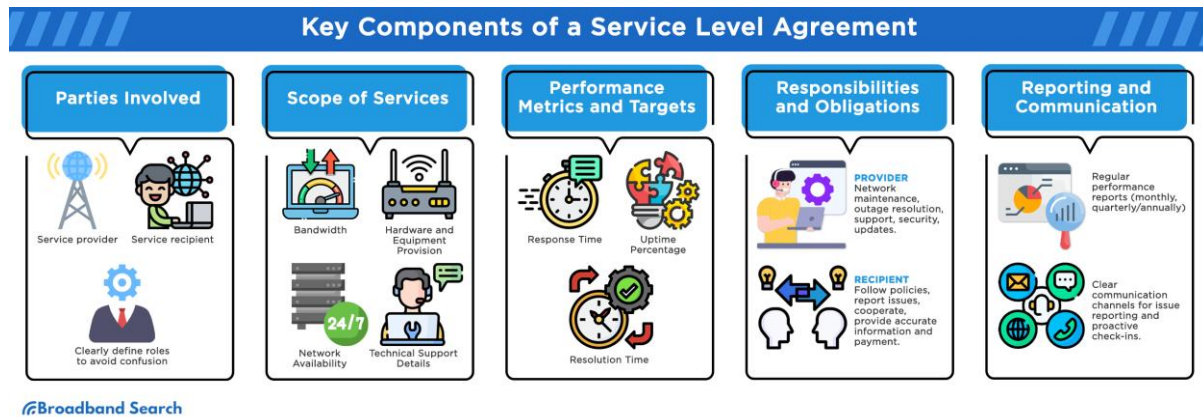 Key Components of a Service Level Agreement
Parties Involved
Service provider
Service recipient
Clearly define roles
to avoid confusion
Scope of Services
Bandwidth
Hardware and
Equipment
Provision
24/7
Network
Availability
Technical Support
Details
Performance
Metrics and Targets
Response Time
Uptime
Percentage
Resolution Time
Responsibilities
and Obligations
PROVIDER
Network
maintenance,
outage resolution,
support, security,
updates.
RECIPIENT
Follow policies,
report issues,
cooperate,
provide accurate
information and
payment.
Reporting and
Communication
Regular
performance
reports (monthly,
quarterly/annually)
Clear
communication
channels for issue
reporting and
proactive
check-ins.
Broadband Search